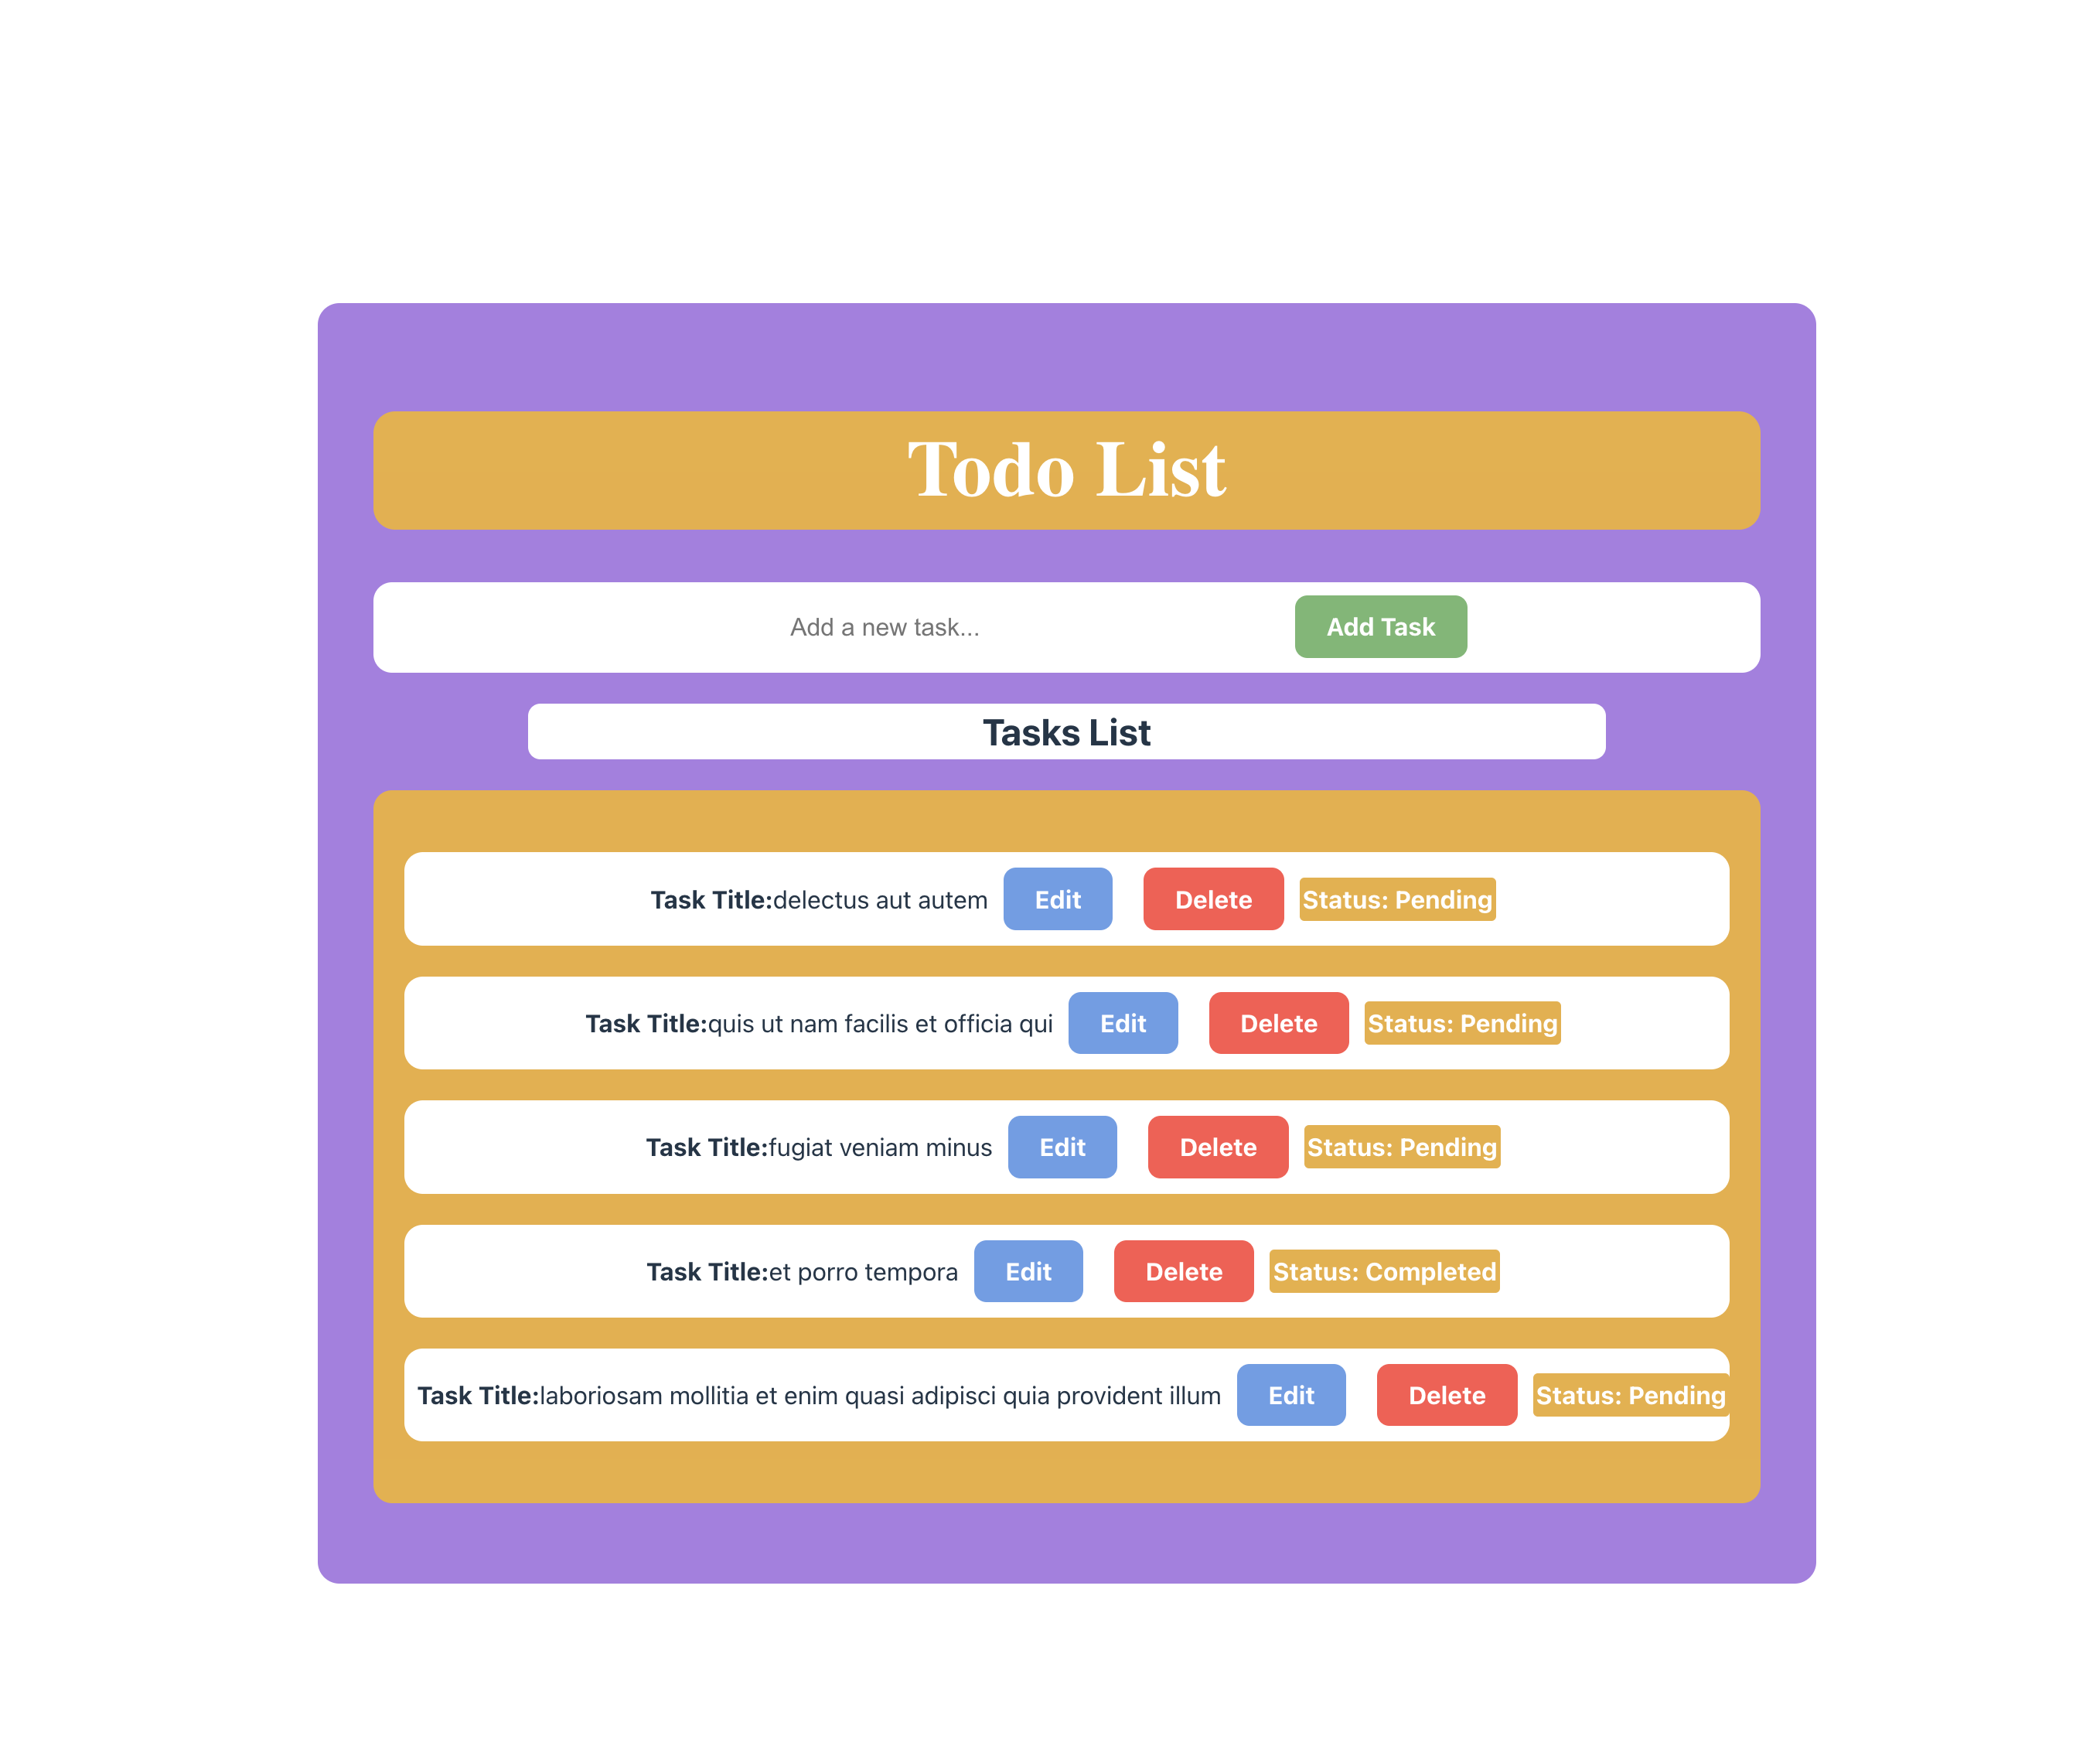 Todo List
Add a new task... Add Task
Tasks List
Task Title:delectus aut autem Edit Delete Status: Pending
Task Title:quis ut nam facilis et officia qui Edit Delete Status: Pending
Task Title:fugiat veniam minus Edit Delete Status: Pending
Task Title:et porro tempora Edit Delete Status: Completed
Task Title:laboriosam mollitia et enim quasi adipisci quia provident illum Edit Delete Status: Pending